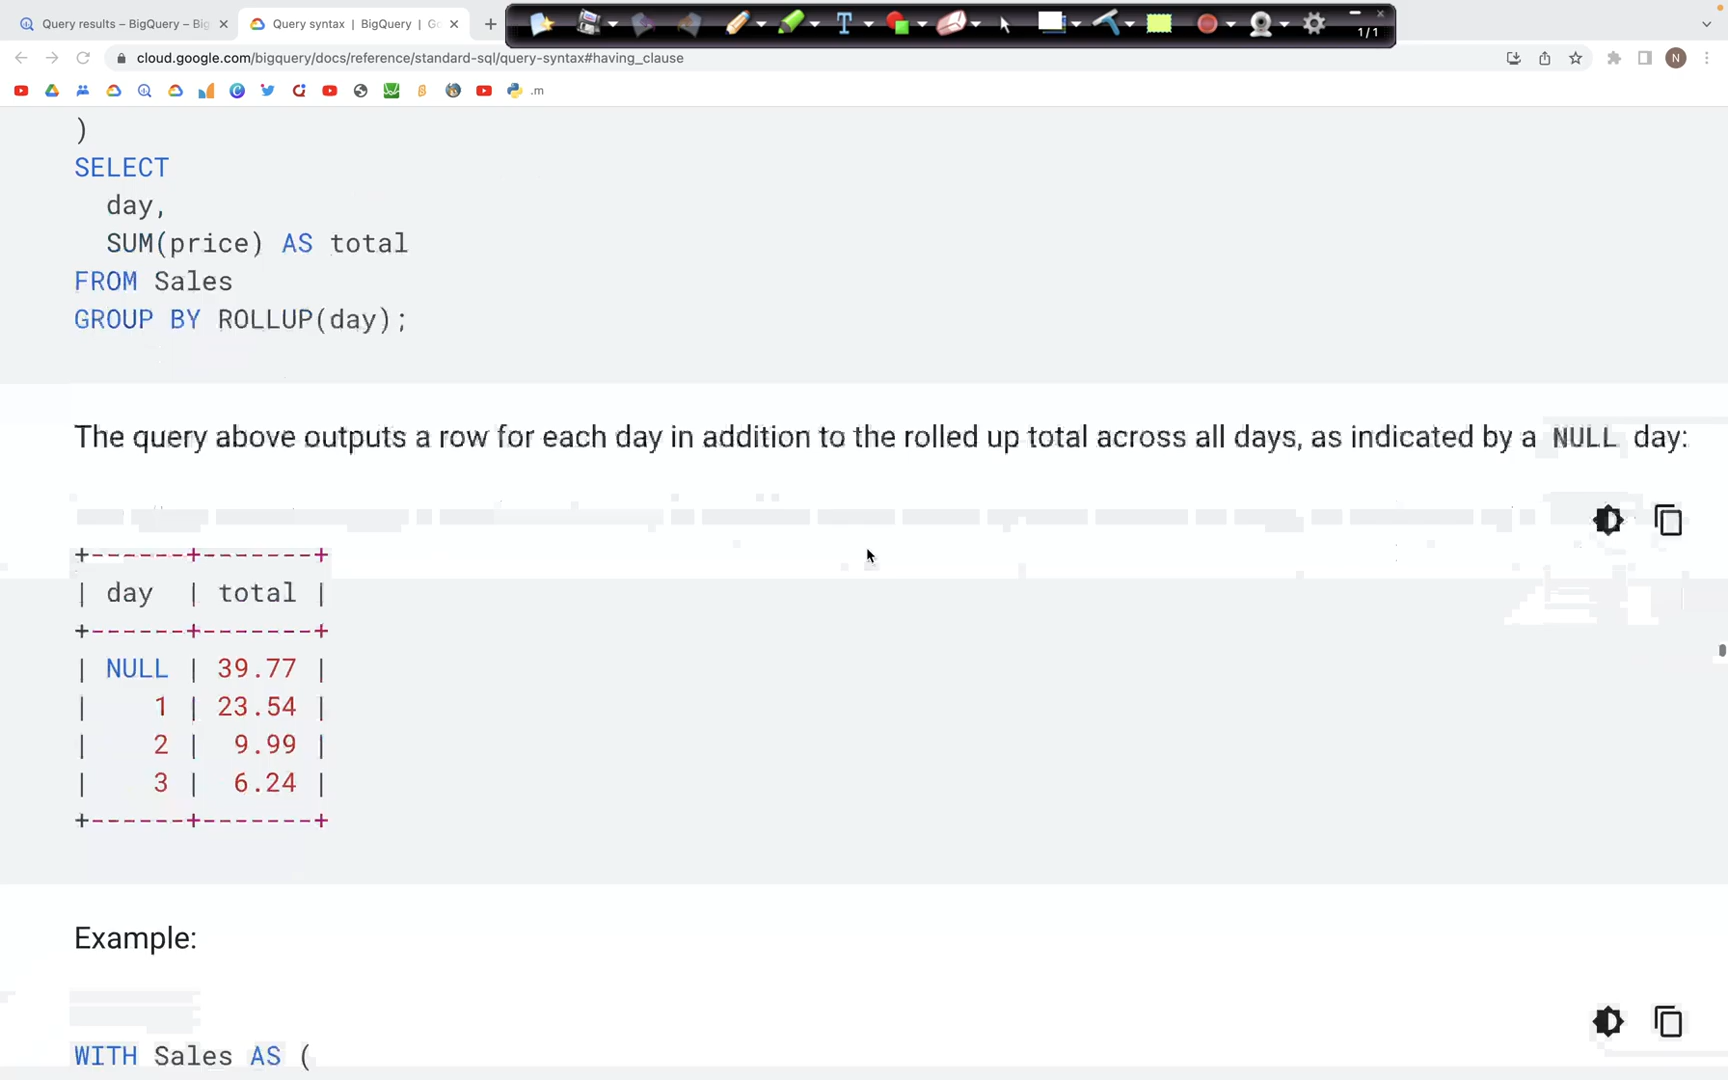 Query results – BigQuery – Big
Query syntax | BigQuery | Go
T
1/1
cloud.google.com/bigquery/docs/reference/standard-sql/query-syntax#having_clause
N
.m
)
SELECT
day,
SUM(price) AS total
FROM Sales
GROUP BY ROLLUP(day);
The query above outputs a row for each day in addition to the rolled up total across all days, as indicated by a NULL day:
+------+-------+
| day | total |
+------+-------+
| NULL | 39.77 |
| 1 | 23.54 |
| 2 | 9.99 |
| 3 | 6.24 |
+------+-------+
Example:
WITH Sales AS (